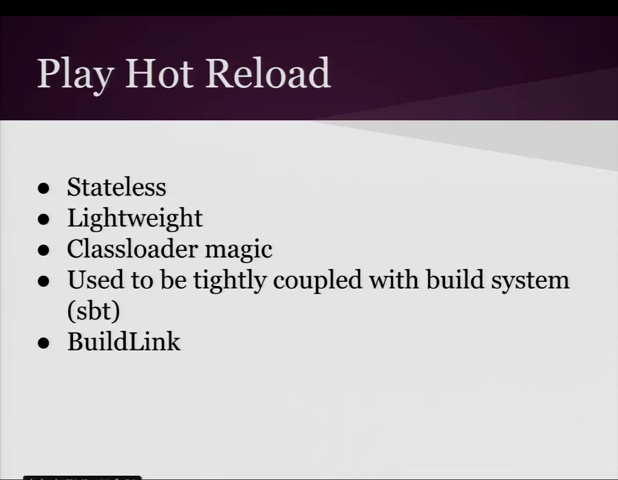 Play Hot Reload
● Stateless
● Lightweight
● Classloader magic
● Used to be tightly coupled with build system
(sbt)
● BuildLink